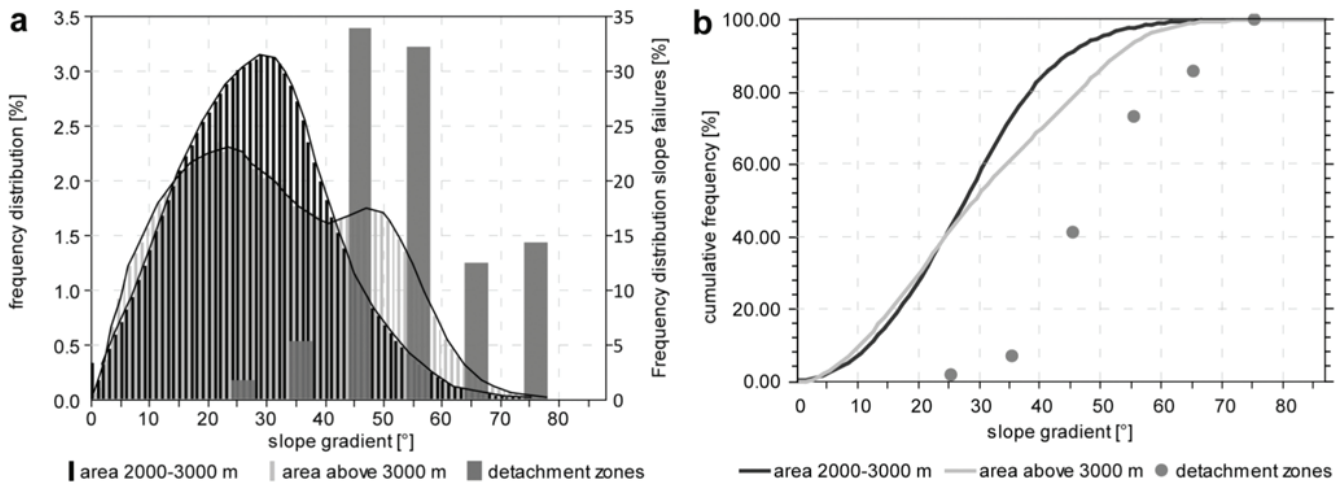 a
3.5
3.0
2.5
2.0
1.5
1.0
0.5
0.0
frequency distribution [%]
0 10 20 30 40 50 60 70 80
slope gradient [°]
35
30
25
20
15
10
5
0
Frequency distribution slope failures [%]
area 2000-3000 m area above 3000 m detachment zones
b
100.00
80.00
60.00
40.00
20.00
0.00
cumulative frequency [%]
0 10 20 30 40 50 60 70 80
slope gradient [°]
area 2000-3000 m area above 3000 m detachment zones